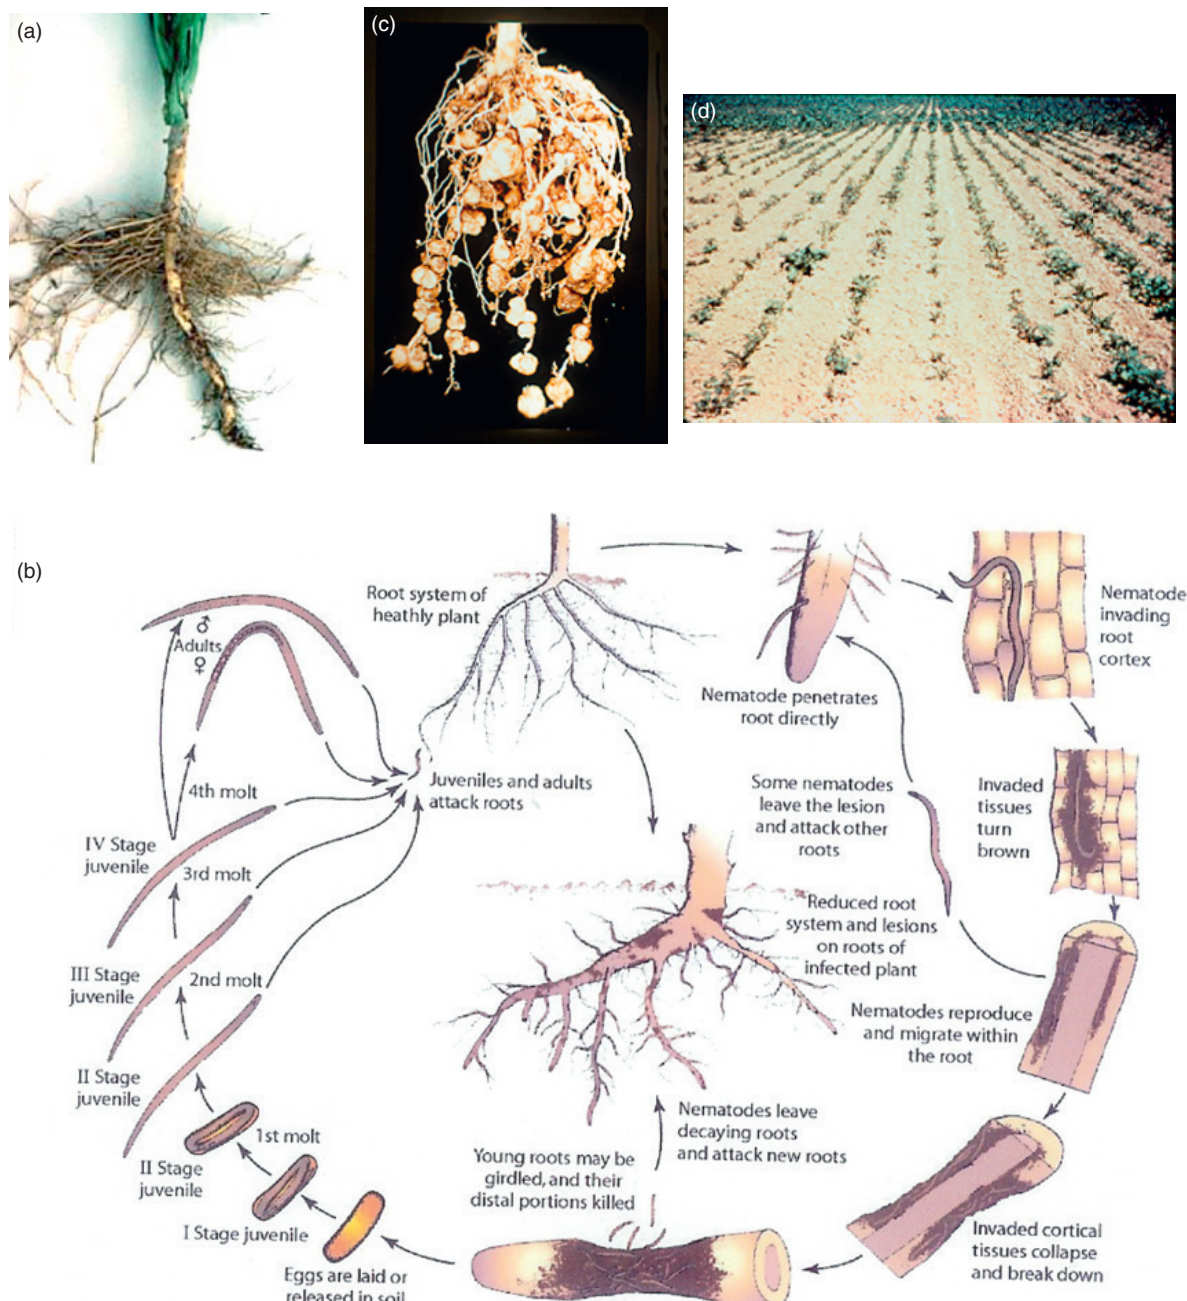 (a)
(c)
(d)
(b)
Root system of
heathly plant
Nematode penetrates
root directly
Nematode
invading
root
cortex
♂
Adults
♀
Juveniles and adults
attack roots
Some nematodes
leave the lesion
and attack other
roots
Invaded
tissues
turn
brown
4th molt
IV Stage
juvenile
3rd molt
III Stage
juvenile
2nd molt
II Stage
juvenile
Reduced root
system and lesions
on roots of
infected plant
Nematodes reproduce
and migrate within
the root
1st molt
II Stage
juvenile
I Stage juvenile
Eggs are laid or
released in soil
Young roots may be
girdled, and their
distal portions killed
Nematodes leave
decaying roots
and attack new roots
Invaded cortical
tissues collapse
and break down